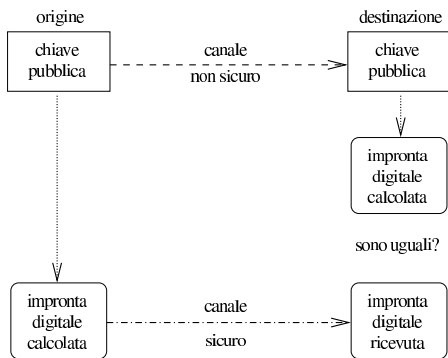 origine
destinazione
chiave
pubblica
canale
non sicuro
chiave
pubblica
impronta
digitale
calcolata
sono uguali?
impronta
digitale
calcolata
canale
sicuro
impronta
digitale
ricevuta